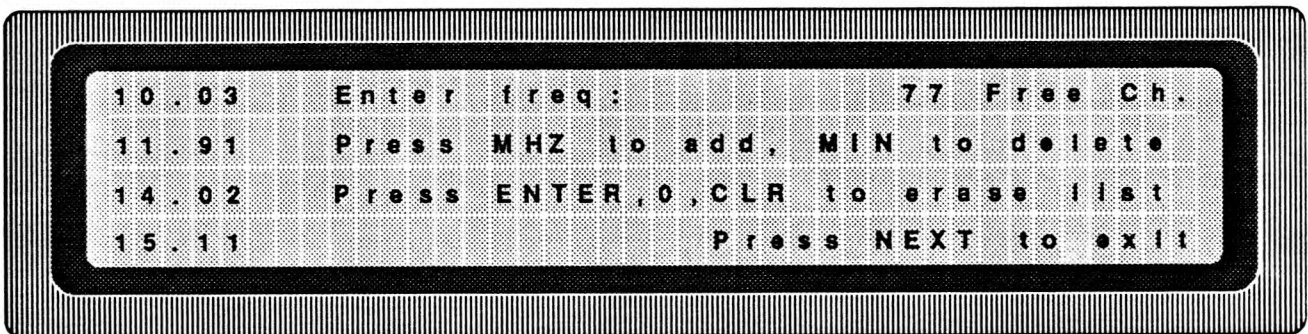 10.03 Enter freq: 77 Free Ch.
11.91 Press MHZ to add, MIN to delete
14.02 Press ENTER,0,CLR to erase list
15.11 Press NEXT to exit